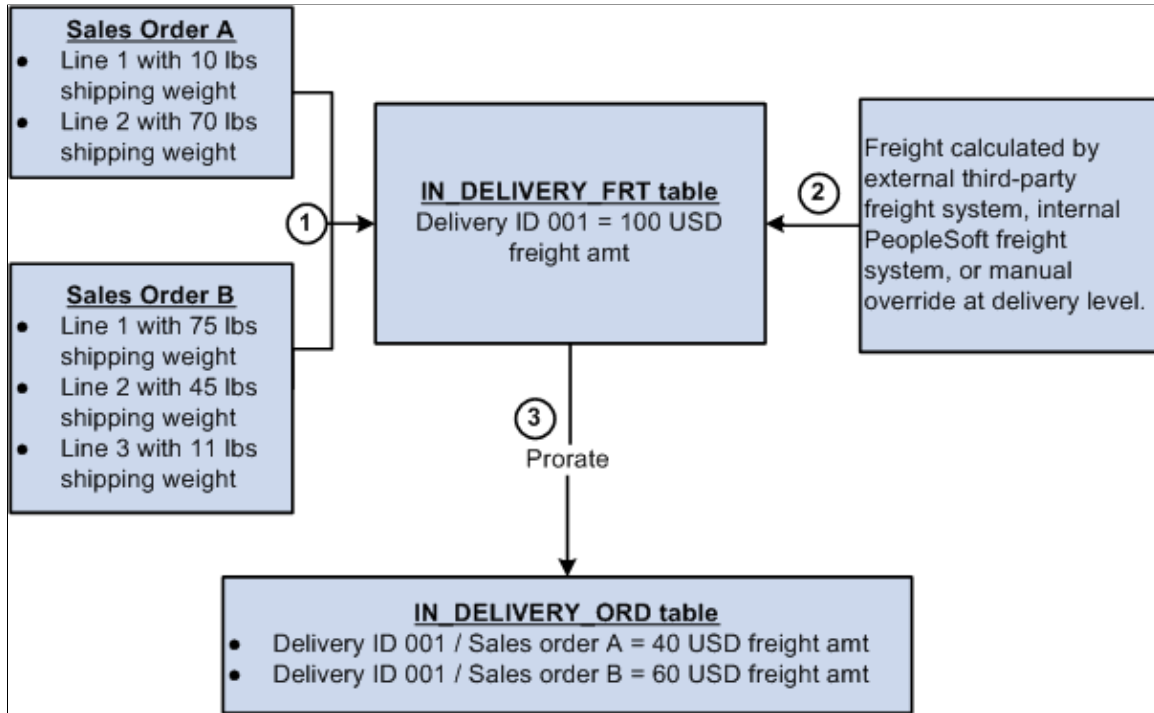 Sales Order A
● Line 1 with 10 lbs
shipping weight
● Line 2 with 70 lbs
shipping weight
Sales Order B
● Line 1 with 75 lbs
shipping weight
● Line 2 with 45 lbs
shipping weight
● Line 3 with 11 lbs
shipping weight
1
IN_DELIVERY_FRT table
Delivery ID 001 = 100 USD
freight amt
2
Freight calculated by
external third-party
freight system, internal
PeopleSoft freight
system, or manual
override at delivery level.
3
Prorate
IN_DELIVERY_ORD table
● Delivery ID 001 / Sales order A = 40 USD freight amt
● Delivery ID 001 / Sales order B = 60 USD freight amt